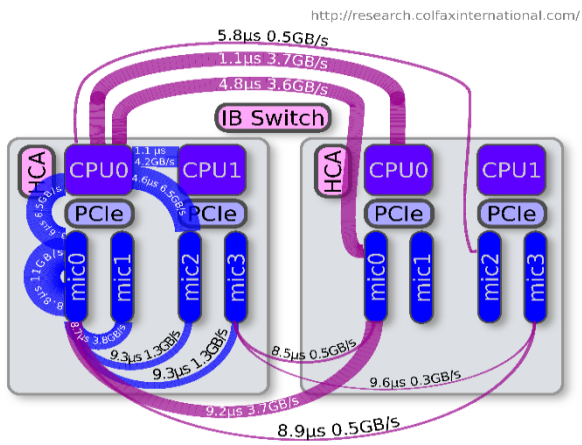 http://research.colfaxinternational.com/
5.8µs 0.5GB/s
1.1µs 3.7GB/s
4.8µs 3.6GB/s
IB Switch
HCA
CPU0
1.1 µs
4.2GB/s
CPU1
HCA
CPU0
CPU1
4.6µs 6.5GB/s
6.5GB/s
PCIe
PCIe
PCIe
PCIe
mic0
mic1
mic2
mic3
mic0
mic1
mic2
mic3
11GB/s
8.7µs 3.8GB/s
9.3µs 1.3GB/s
9.3µs 1.3GB/s
8.5µs 0.5GB/s
9.6µs 0.3GB/s
9.2µs 3.7GB/s
8.9µs 0.5GB/s